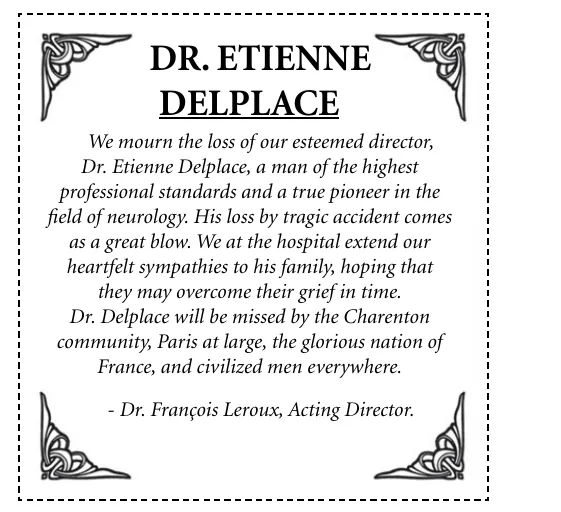 DR. ETIENNE
DELPLACE
We mourn the loss of our esteemed director,
Dr. Etienne Delplace, a man of the highest
professional standards and a true pioneer in the
field of neurology. His loss by tragic accident comes
as a great blow. We at the hospital extend our
heartfelt sympathies to his family, hoping that
they may overcome their grief in time.
Dr. Delplace will be missed by the Charenton
community, Paris at large, the glorious nation of
France, and civilized men everywhere.
- Dr. François Leroux, Acting Director.